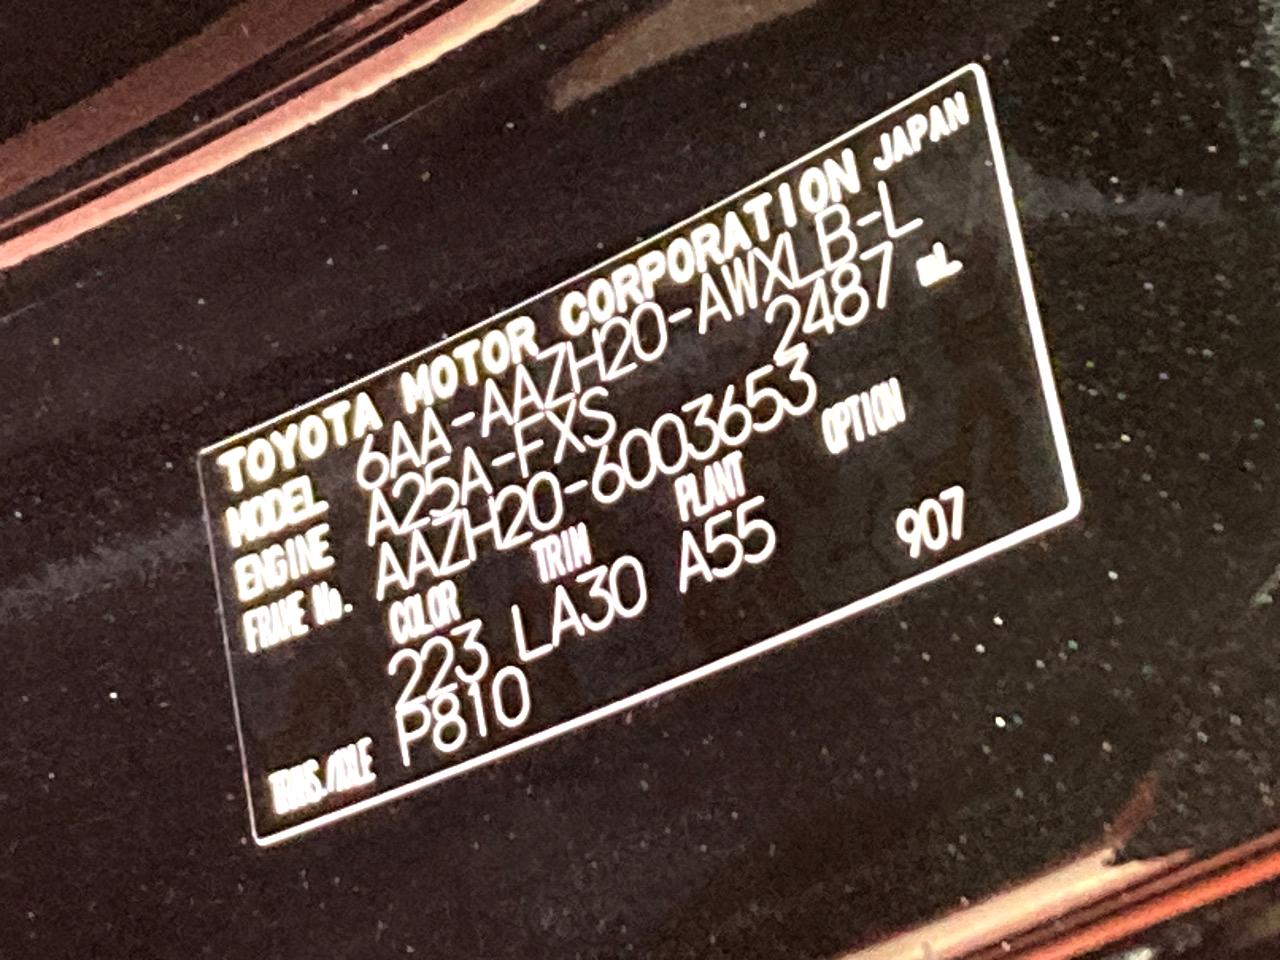 TOYOTA MOTOR CORPORATION JAPAN
MODEL 6AA-AAZH20-AWXLB-L
ENGINE A25A-FXS 2487 mL
FRAME No. AAZH20-6003653
COLOR TRIM PLANT OPTION
223 LA30 A55 907
TRANS./AXLE P810